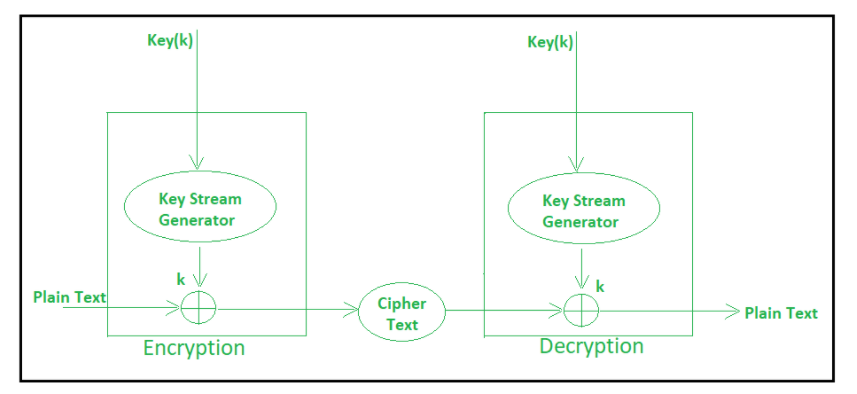 Key(k)
Key(k)
Key Stream
Generator
Key Stream
Generator
k
k
Plain Text
Cipher
Text
Plain Text
Encryption
Decryption